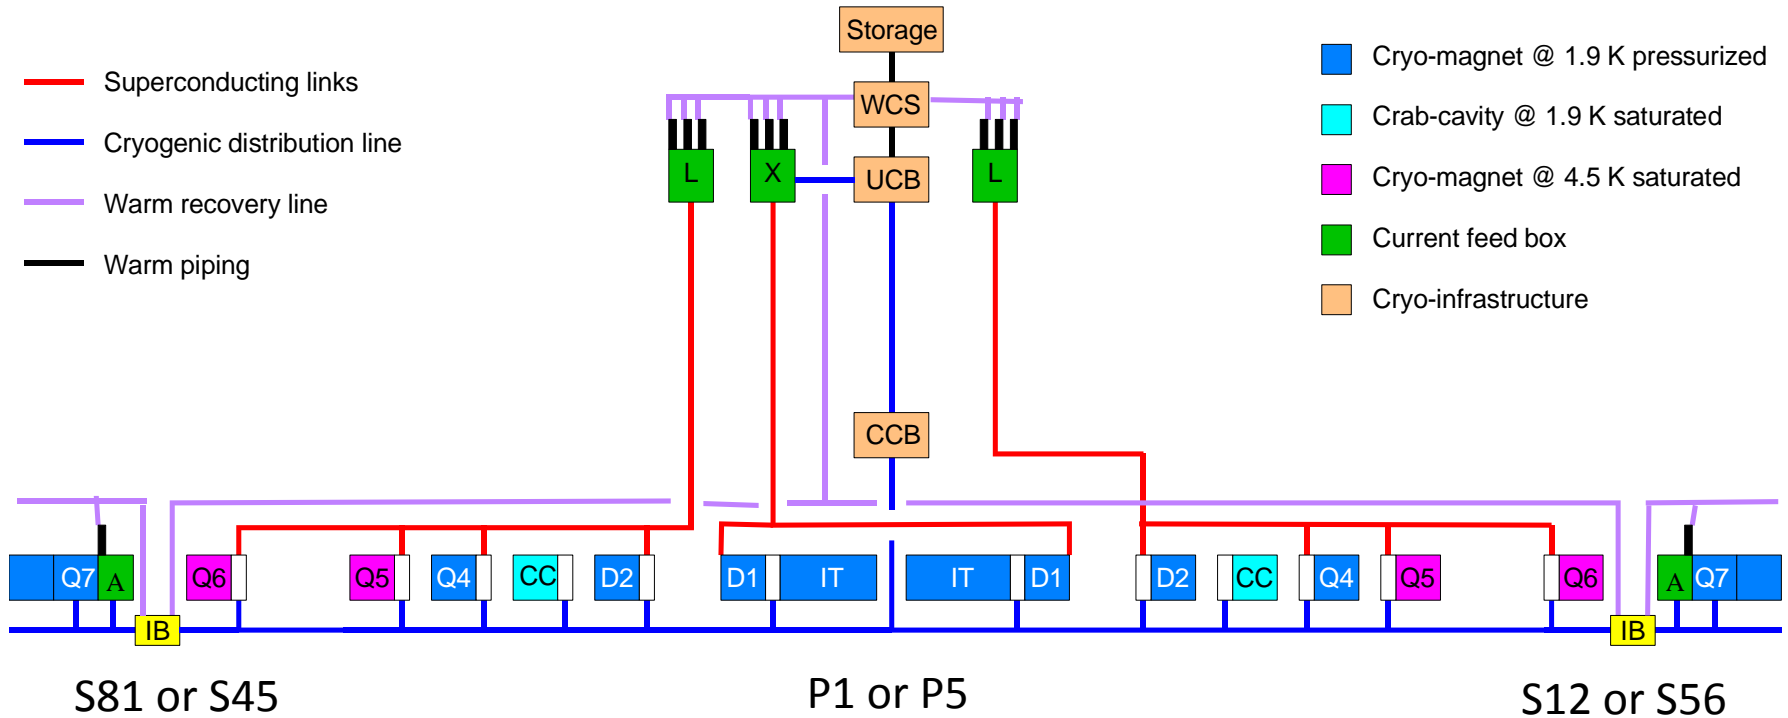 Storage
Superconducting links
Cryogenic distribution line
Warm recovery line
Warm piping
WCS
L
X
UCB
L
CCB
Cryo-magnet @ 1.9 K pressurized
Crab-cavity @ 1.9 K saturated
Cryo-magnet @ 4.5 K saturated
Current feed box
Cryo-infrastructure
Q7 A Q6 Q5 Q4 CC D2 D1 IT IT D1 D2 CC Q4 Q5 Q6 A Q7
IB IB
S81 or S45 P1 or P5 S12 or S56